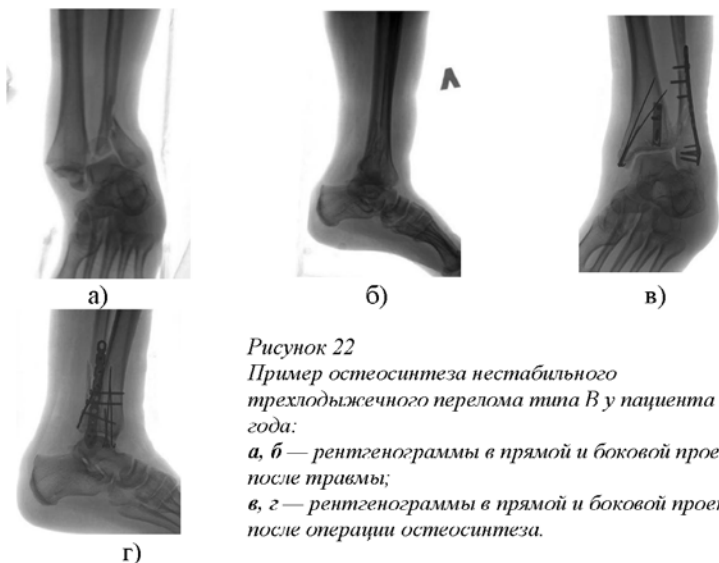 Л
а)
б)
в)
г)
Рисунок 22
Пример остеосинтеза нестабильного
трехлодыжечного перелома типа В у пациента
года:
а, б — рентгенограммы в прямой и боковой прое
после травмы;
в, г — рентгенограммы в прямой и боковой прое
после операции остеосинтеза.